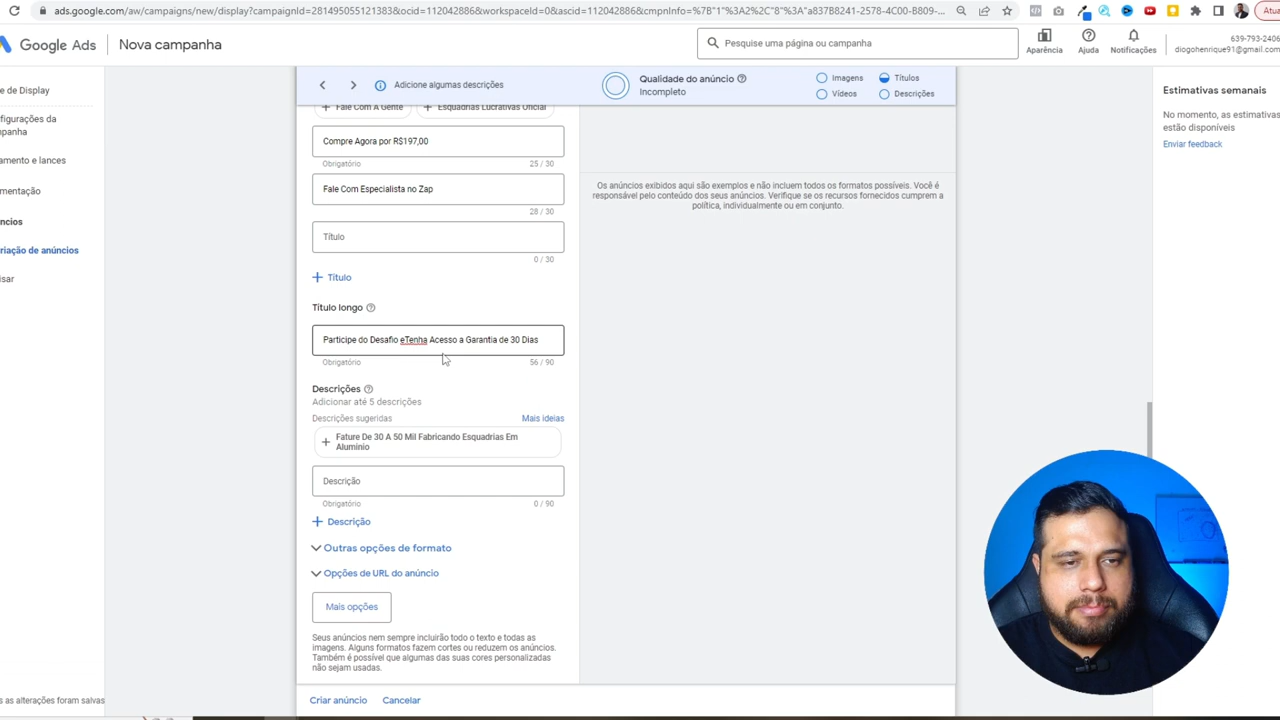 ads.google.com/aw/campaigns/new/display?campaignId=281495055121383&ocid=112042886&workspaceId=0&ascid=112042886&cmpnInfo=%7B"1"%3A2%2C"8"%3A"a837B8241-2578-4C00-B809-...
Atua
Google Ads
Nova campanha
Pesquise uma página ou campanha
Aparência
Ajuda
Notificações
639-793-2406
diogohenrique91@gmail.com
e de Display
nfigurações da
mpanha
amento e lances
mentação
úncios
riação de anúncios
isar
s as alterações foram salvas
Adicione algumas descrições
Qualidade do anúncio
Incompleto
Imagens
Títulos
Vídeos
Descrições
+ Fale Com A Gente
+ Esquadrias Lucrativas Oficial
Compre Agora por R$197,00
Obrigatório
25 / 30
Fale Com Especialista no Zap
28 / 30
Título
0 / 30
+ Título
Título longo
Participe do Desafio eTenha Acesso a Garantia de 30 Dias
Obrigatório
56 / 90
Descrições
Adicionar até 5 descrições
Descrições sugeridas
Mais ideias
+ Fature De 30 A 50 Mil Fabricando Esquadrias Em
Aluminio
Descrição
Obrigatório
0 / 90
+ Descrição
Outras opções de formato
Opções de URL do anúncio
Mais opções
Seus anúncios nem sempre incluirão todo o texto e todas as
imagens. Alguns formatos fazem cortes ou reduzem os anúncios.
Também é possível que algumas das suas cores personalizadas
não sejam usadas.
Criar anúncio
Cancelar
Os anúncios exibidos aqui são exemplos e não incluem todos os formatos possíveis. Você é
responsável pelo conteúdo dos seus anúncios. Verifique se os recursos fornecidos cumprem a
política, individualmente ou em conjunto.
Estimativas semanais
No momento, as estimativas
estão disponíveis
Enviar feedback